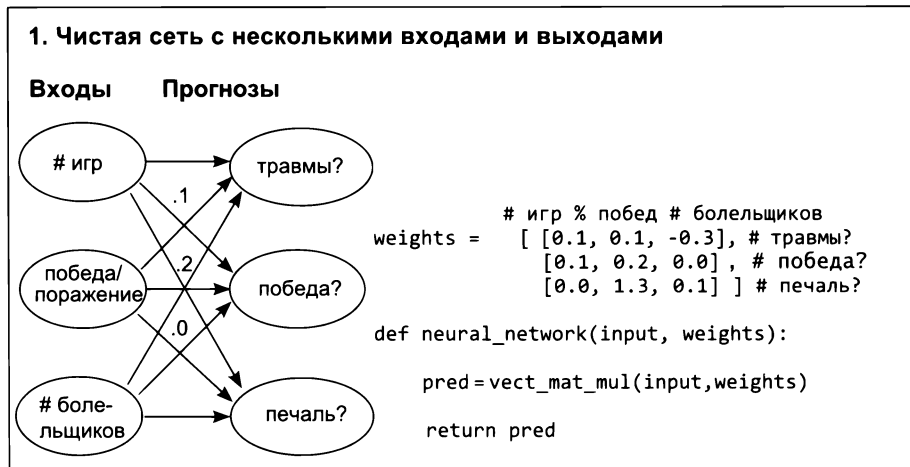 1. Чистая сеть с несколькими входами и выходами
Входы Прогнозы
# игр
травмы?
.1
победа/
поражение
.2
победа?
.0
# боле-
льщиков
печаль?
# игр % побед # болельщиков
weights = [ [0.1, 0.1, -0.3], # травмы?
[0.1, 0.2, 0.0] , # победа?
[0.0, 1.3, 0.1] ] # печаль?
def neural_network(input, weights):
pred=vect_mat_mul(input,weights)
return pred